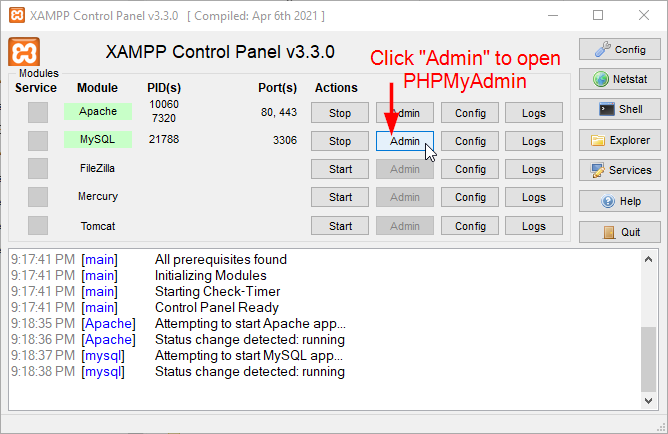 XAMPP Control Panel v3.3.0 [ Compiled: Apr 6th 2021 ]
XAMPP Control Panel v3.3.0
Click "Admin" to open
PHPMyAdmin
Config
Netstat
Shell
Explorer
Services
Help
Quit
Modules
Service Module PID(s) Port(s) Actions
Apache 10060 7320 80, 443 Stop Admin Config Logs
MySQL 21788 3306 Stop Admin Config Logs
FileZilla Start Admin Config Logs
Mercury Start Admin Config Logs
Tomcat Start Admin Config Logs
9:17:41 PM [main] All prerequisites found
9:17:41 PM [main] Initializing Modules
9:17:41 PM [main] Starting Check-Timer
9:17:41 PM [main] Control Panel Ready
9:18:35 PM [Apache] Attempting to start Apache app...
9:18:36 PM [Apache] Status change detected: running
9:18:37 PM [mysql] Attempting to start MySQL app...
9:18:38 PM [mysql] Status change detected: running